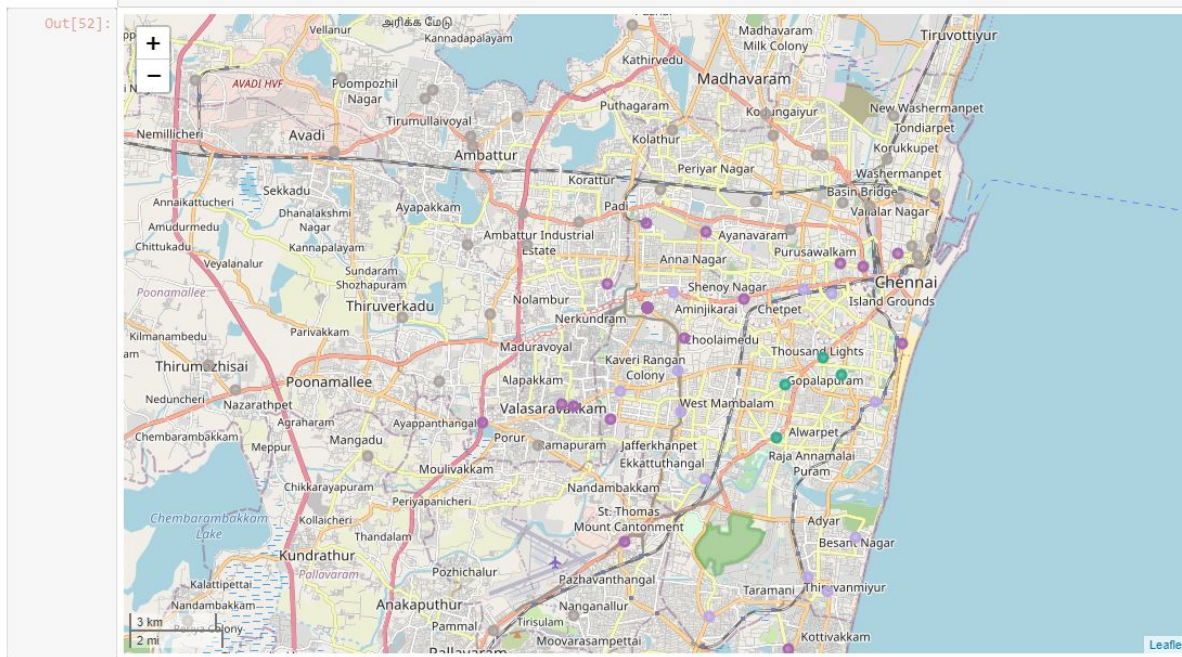 Out[52]:
+
−
அரிக்க மேடு
Vellanur
Kannadapalayam
Kathirvedu
Madhavaram
Milk Colony
Tiruvottiyur
AVADI HVF
Poompozhil
Nagar
Madhavaram
Puthagaram
New Washermanpet
Tirumullaivoyal
Tondiarpet
Nemillicheri
Avadi
Kolathur
Korukkupet
Ambattur
Periyar Nagar
Washermanpet
Sekkadu
Korattur
Basin Bridge
Annaikattucheri
Ayapakkam
Padi
Vallalar Nagar
Dhanalakshmi
Nagar
Amudurmedu
Ambattur Industrial
Estate
Ayanavaram
Chittukadu
Kannapalayam
Purusawalkam
Veyalanalur
Anna Nagar
Sundaram
Shozhapuram
Chennai
Poonamallee
Nolambur
Shenoy Nagar
Island Grounds
Thiruverkadu
Aminjikarai
Chetpet
Nerkundram
Parivakkam
Kilmanambedu
Maduravoyal
Choolaimedu
Thousand Lights
Kaveri Rangan
Colony
Poonamallee
Alapakkam
Gopalapuram
Neduncheri
Nazarathpet
West Mambalam
Valasaravakkam
Agraharam
Ayappanthangal
Chembarambakkam
Mangadu
Porur
Alwarpet
Meppur
Ramapuram
Jafferkhanpet
Raja Annamalai
Puram
Ekkattuthangal
Moulivakkam
Chikkarayapuram
Nandambakkam
Periyapanicheri
St. Thomas
Mount Cantonment
Chembarambakkam
Lake
Kollaicheri
Adyar
Thandalam
Besant Nagar
Kundrathur
Pallavaram
Pozhichalur
Pazhavanthangal
Kalattipettai
Taramani
Thiruvanmiyur
Nandambakkam
Anakaputhur
Nanganallur
3 km
Pammal
Tirisulam
Kottivakkam
2 mi
Moovarasampettai
Pallavaram
Leafle